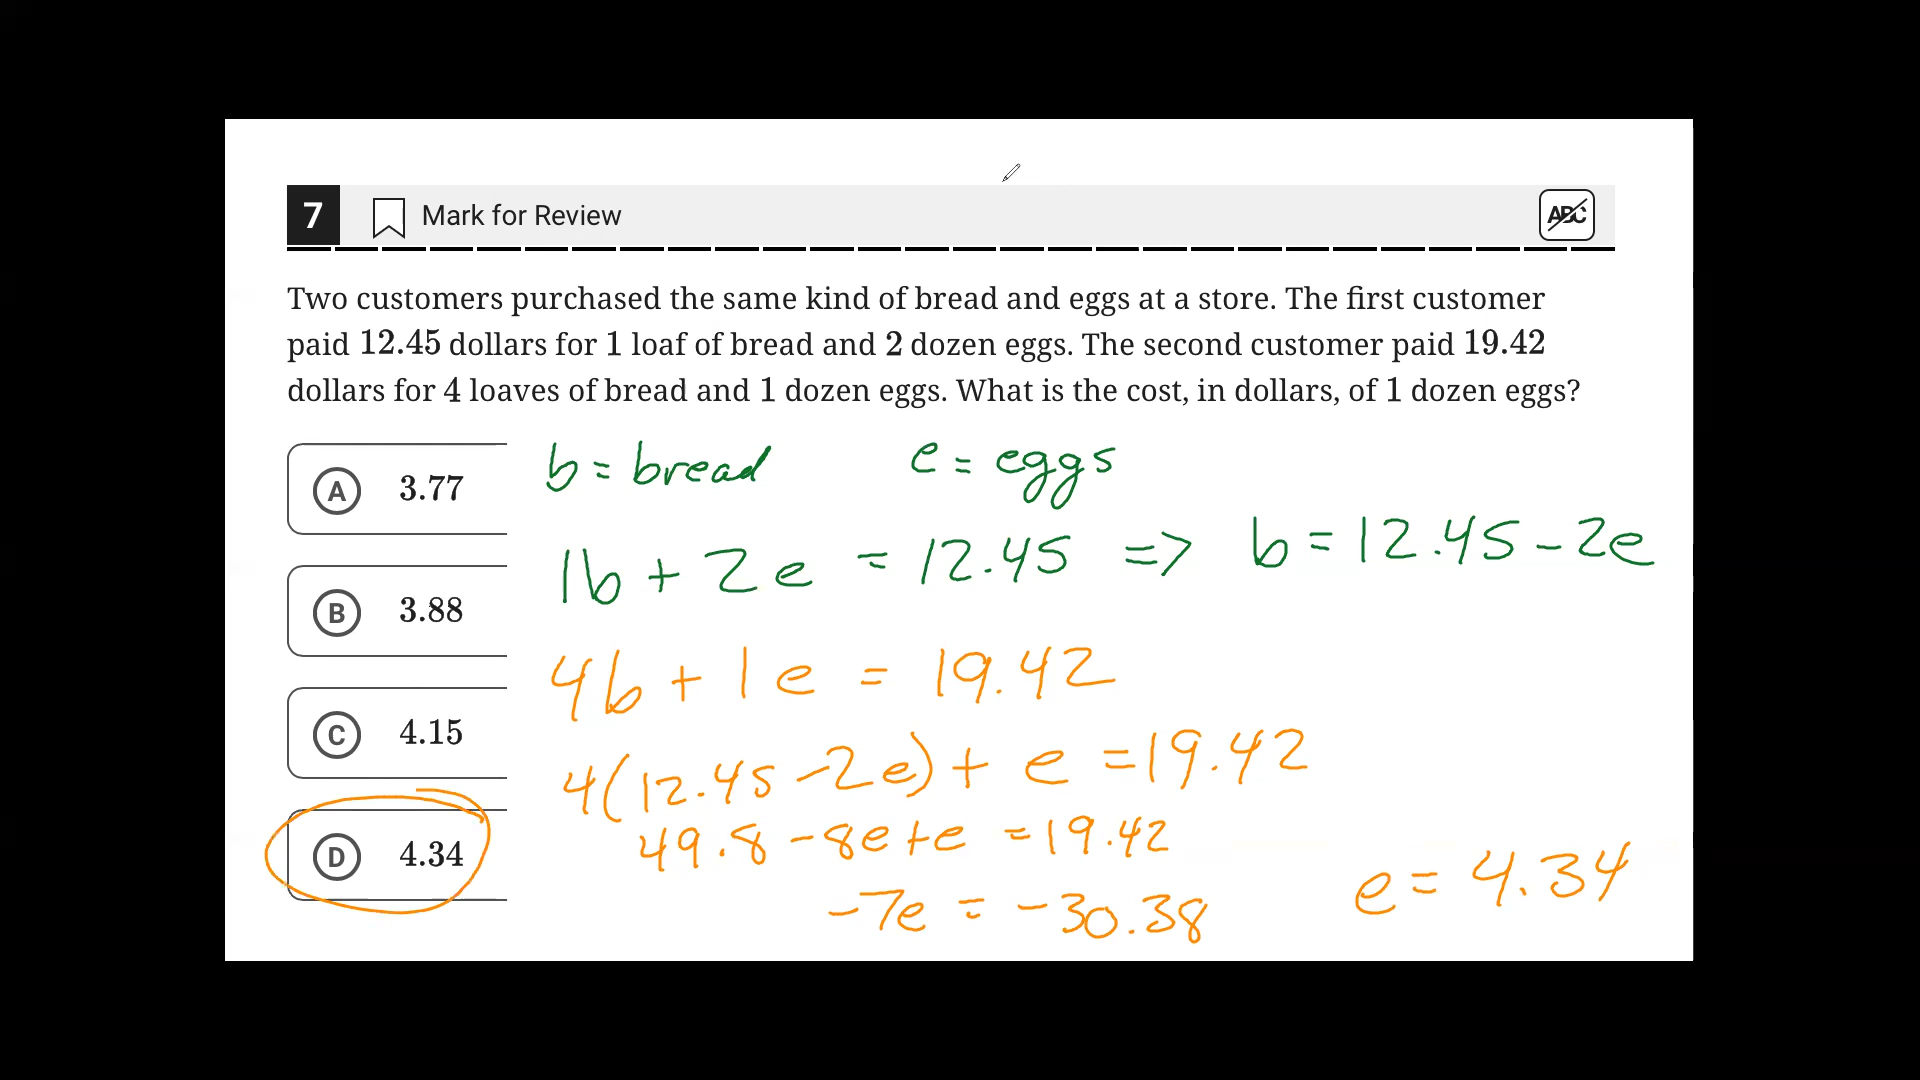 7 Mark for Review ABC
Two customers purchased the same kind of bread and eggs at a store. The first customer
paid 12.45 dollars for 1 loaf of bread and 2 dozen eggs. The second customer paid 19.42
dollars for 4 loaves of bread and 1 dozen eggs. What is the cost, in dollars, of 1 dozen eggs?
A 3.77
B 3.88
C 4.15
D 4.34
b = bread e = eggs
1b + 2e = 12.45 => b = 12.45 - 2e
4b + 1e = 19.42
4(12.45 - 2e) + e = 19.42
49.8 - 8e + e = 19.42
-7e = -30.38
e = 4.34